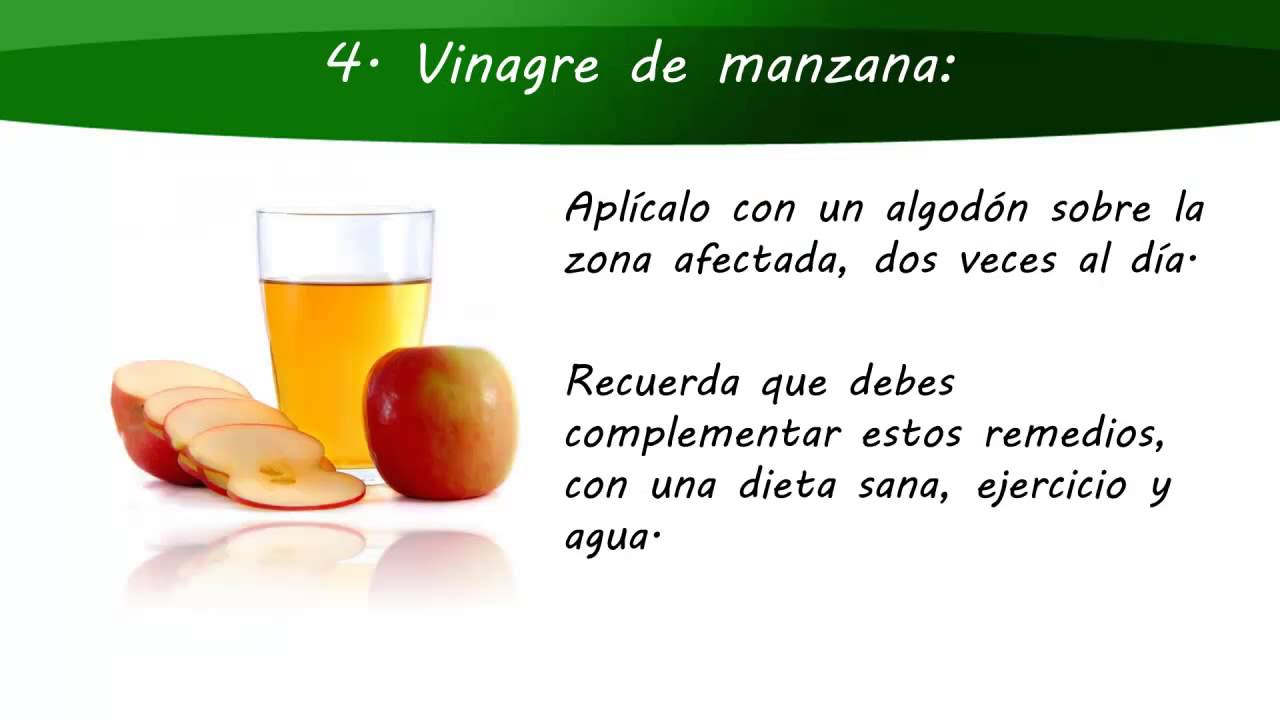 4. Vinagre de manzana:
Aplícalo con un algodón sobre la
zona afectada, dos veces al día.
Recuerda que debes
complementar estos remedios,
con una dieta sana, ejercicio y
agua.